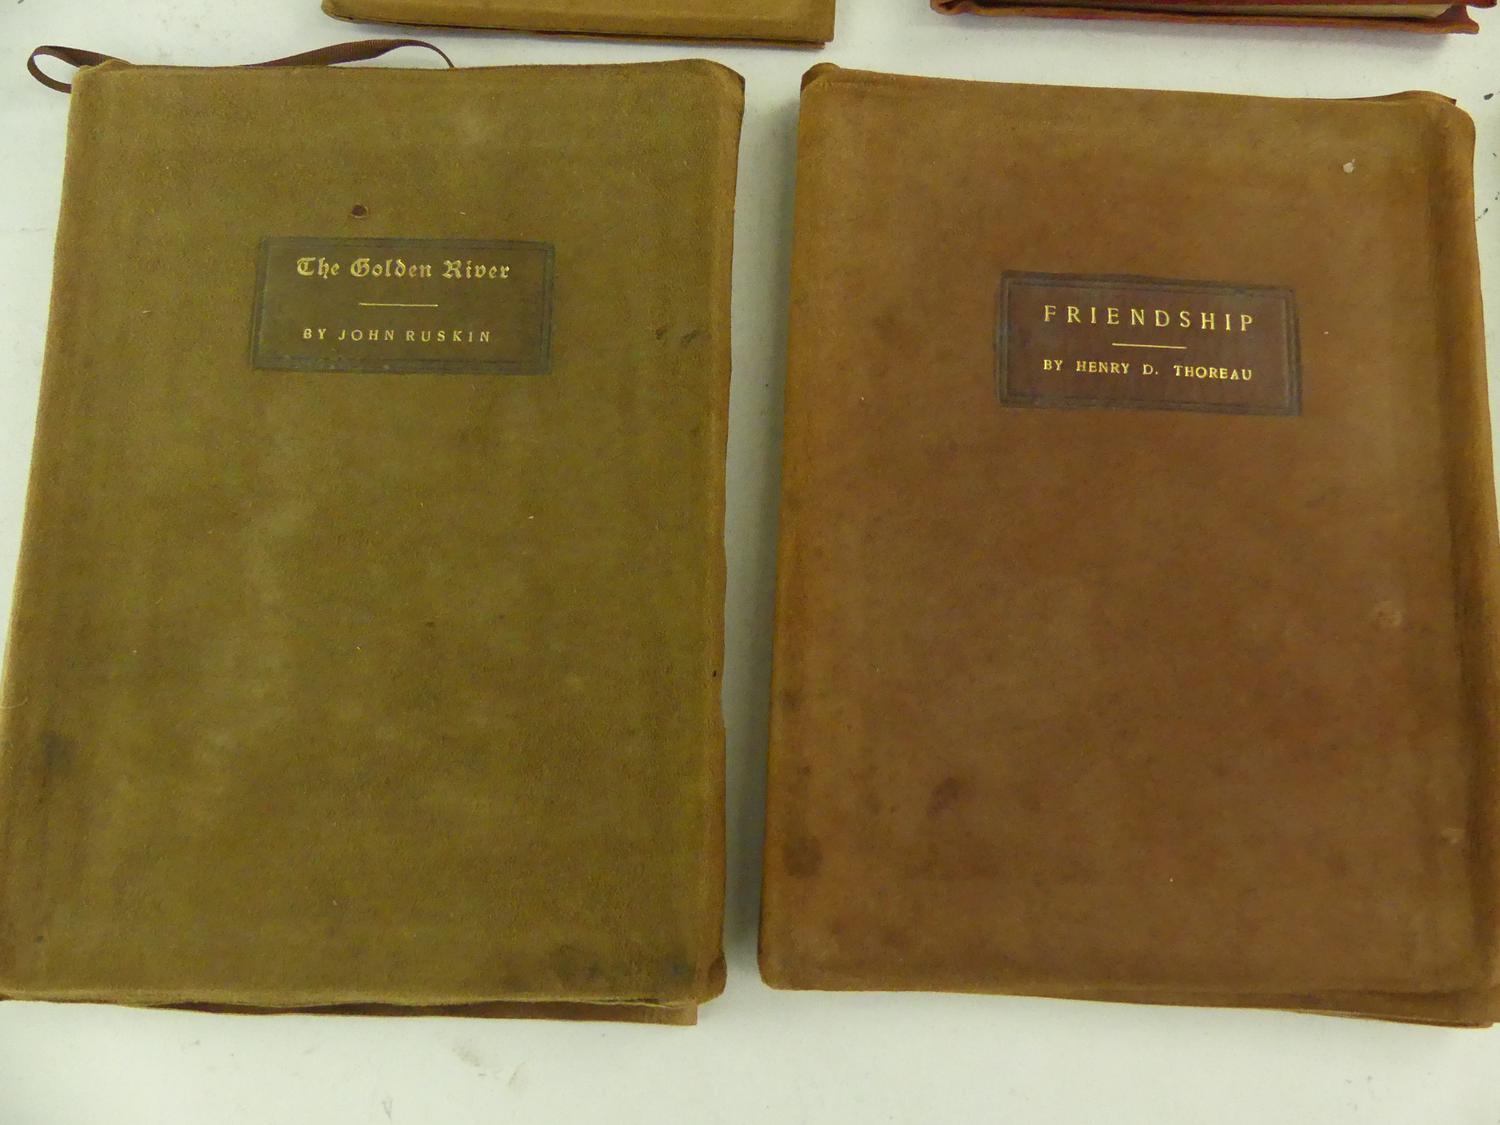 The Golden River
BY JOHN RUSKIN
FRIENDSHIP
BY HENRY D. THOREAU